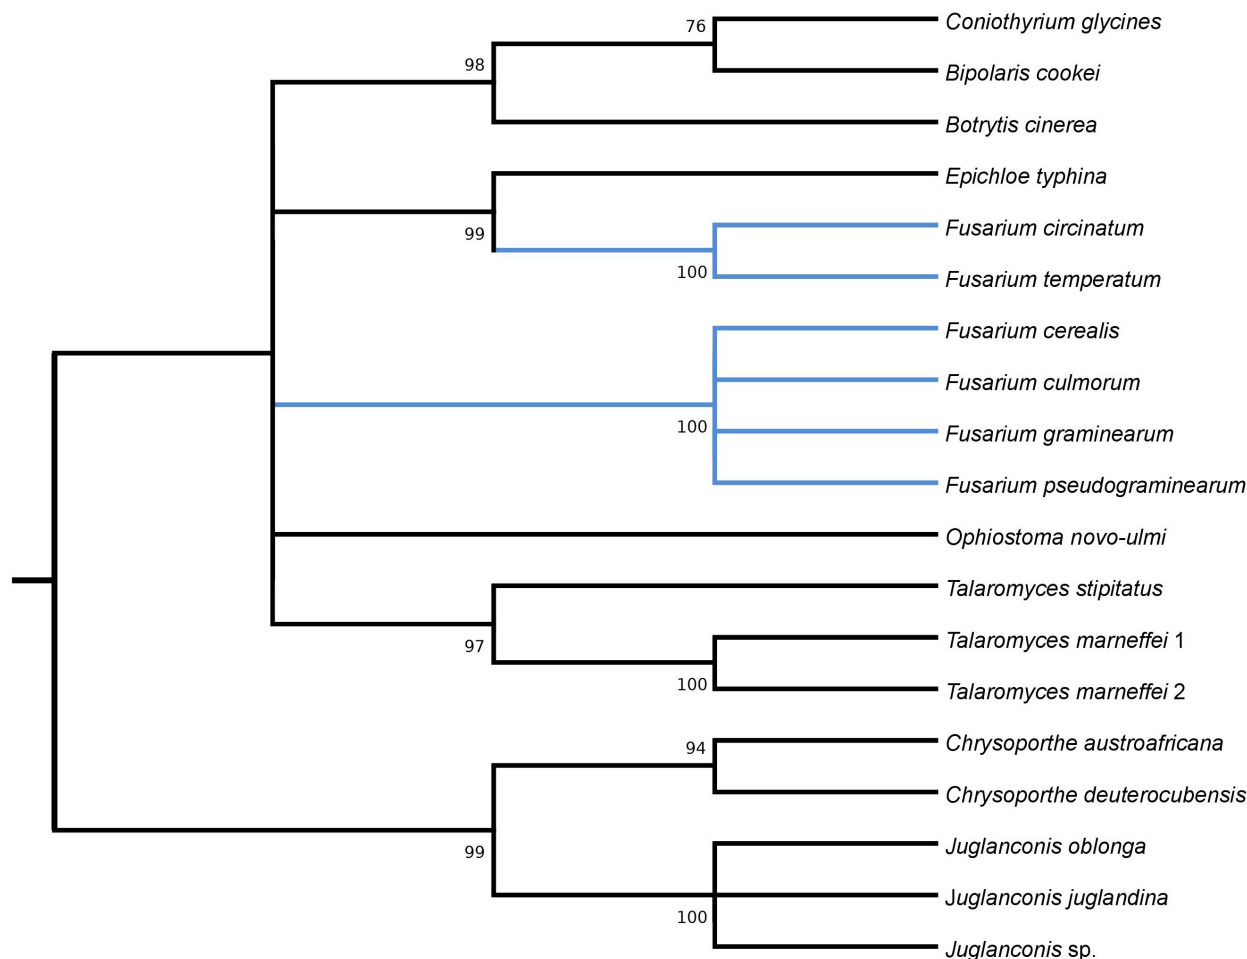 Coniothyrium glycines
76
Bipolaris cookei
98
Botrytis cinerea
Epichloe typhina
99
Fusarium circinatum
100
Fusarium temperatum
Fusarium cerealis
Fusarium culmorum
100
Fusarium graminearum
Fusarium pseudograminearum
Ophiostoma novo-ulmi
Talaromyces stipitatus
97
Talaromyces marneffei 1
100
Talaromyces marneffei 2
94
Chrysoporthe austroafricana
Chrysoporthe deuterocubensis
99
Juglanconis oblonga
Juglanconis juglandina
100
Juglanconis sp.